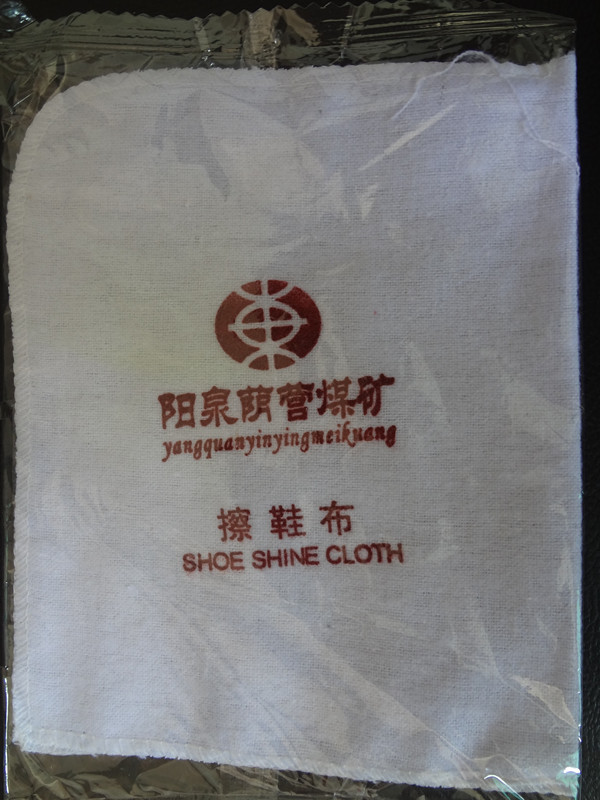 阳泉荫营煤矿
yangquanyinyingmeikuang
擦鞋布
SHOE SHINE CLOTH